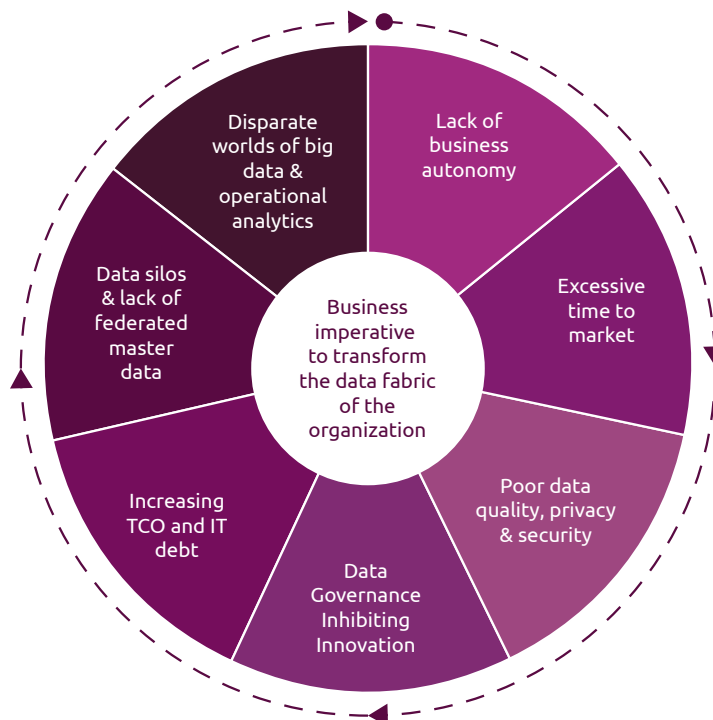 Lack of
business
autonomy
Excessive
time to
market
Poor data
quality, privacy
& security
Data
Governance
Inhibiting
Innovation
Increasing
TCO and IT
debt
Data silos
& lack of
federated
master
data
Disparate
worlds of big
data &
operational
analytics
Business
imperative
to transform
the data fabric
of the
organization